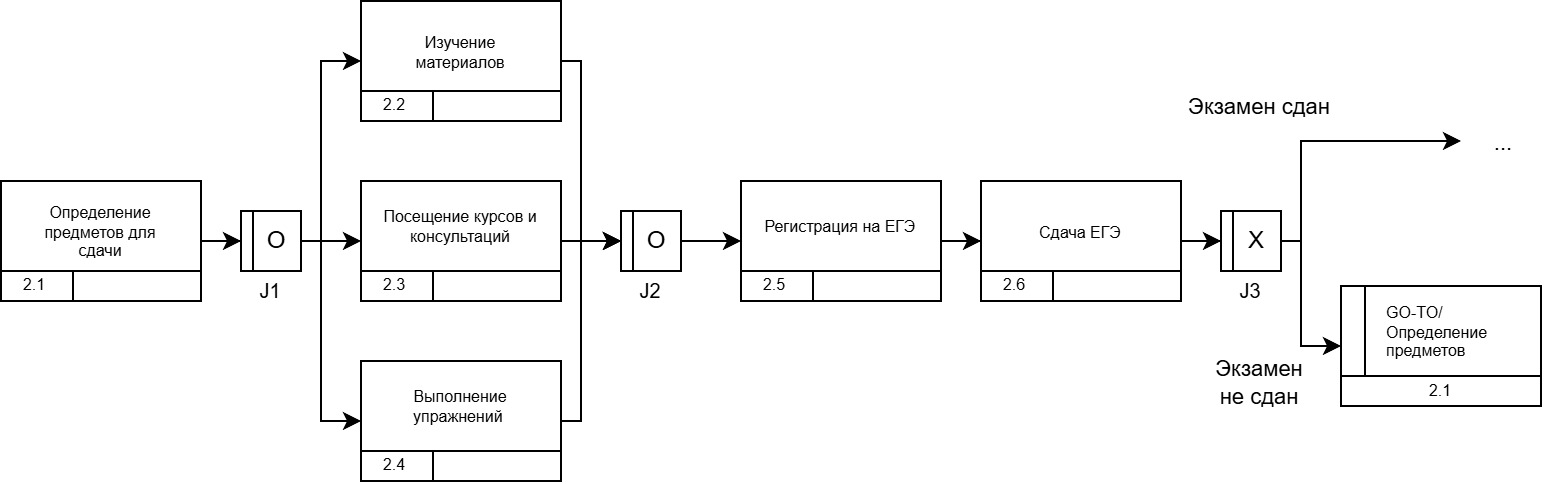 Определение
предметов для
сдачи
2.1
O
J1
Изучение
материалов
2.2
Посещение курсов и
консультаций
2.3
Выполнение
упражнений
2.4
O
J2
Регистрация на ЕГЭ
2.5
Сдача ЕГЭ
2.6
X
J3
Экзамен сдан
...
Экзамен
не сдан
GO-TO/
Определение
предметов
2.1